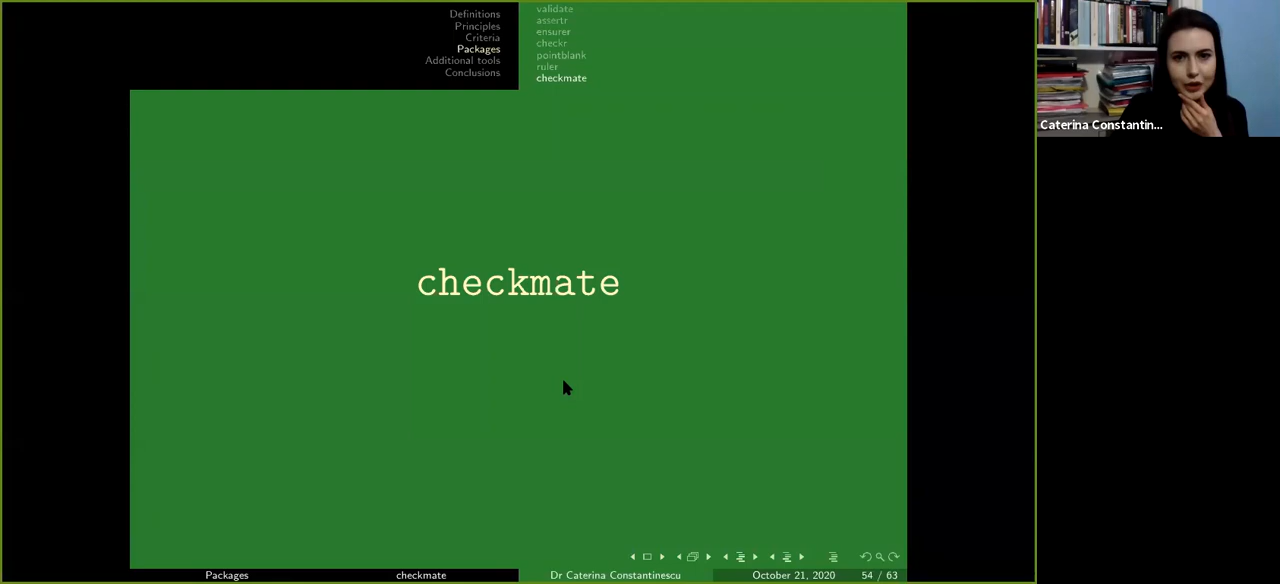 Definitions
Principles
Criteria
Packages
Additional tools
Conclusions
validate
assertr
ensurer
checkr
pointblank
ruler
checkmate
Caterina Constantin...
checkmate
Packages
checkmate
Dr Caterina Constantinescu
October 21, 2020
54 / 63